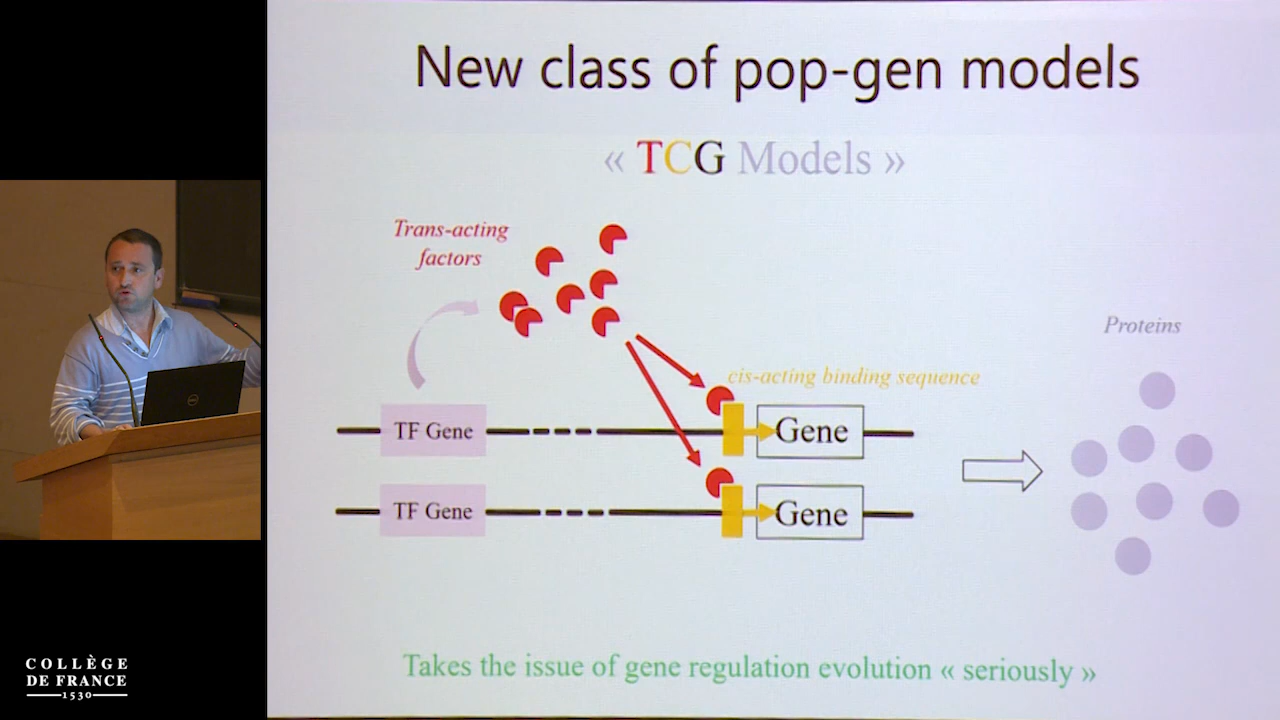 New class of pop-gen models
« TCG Models »
Trans-acting
factors
Proteins
cis-acting binding sequence
TF Gene
Gene
TF Gene
Gene
Takes the issue of gene regulation evolution « seriously »
COLLÈGE
DE FRANCE
1530